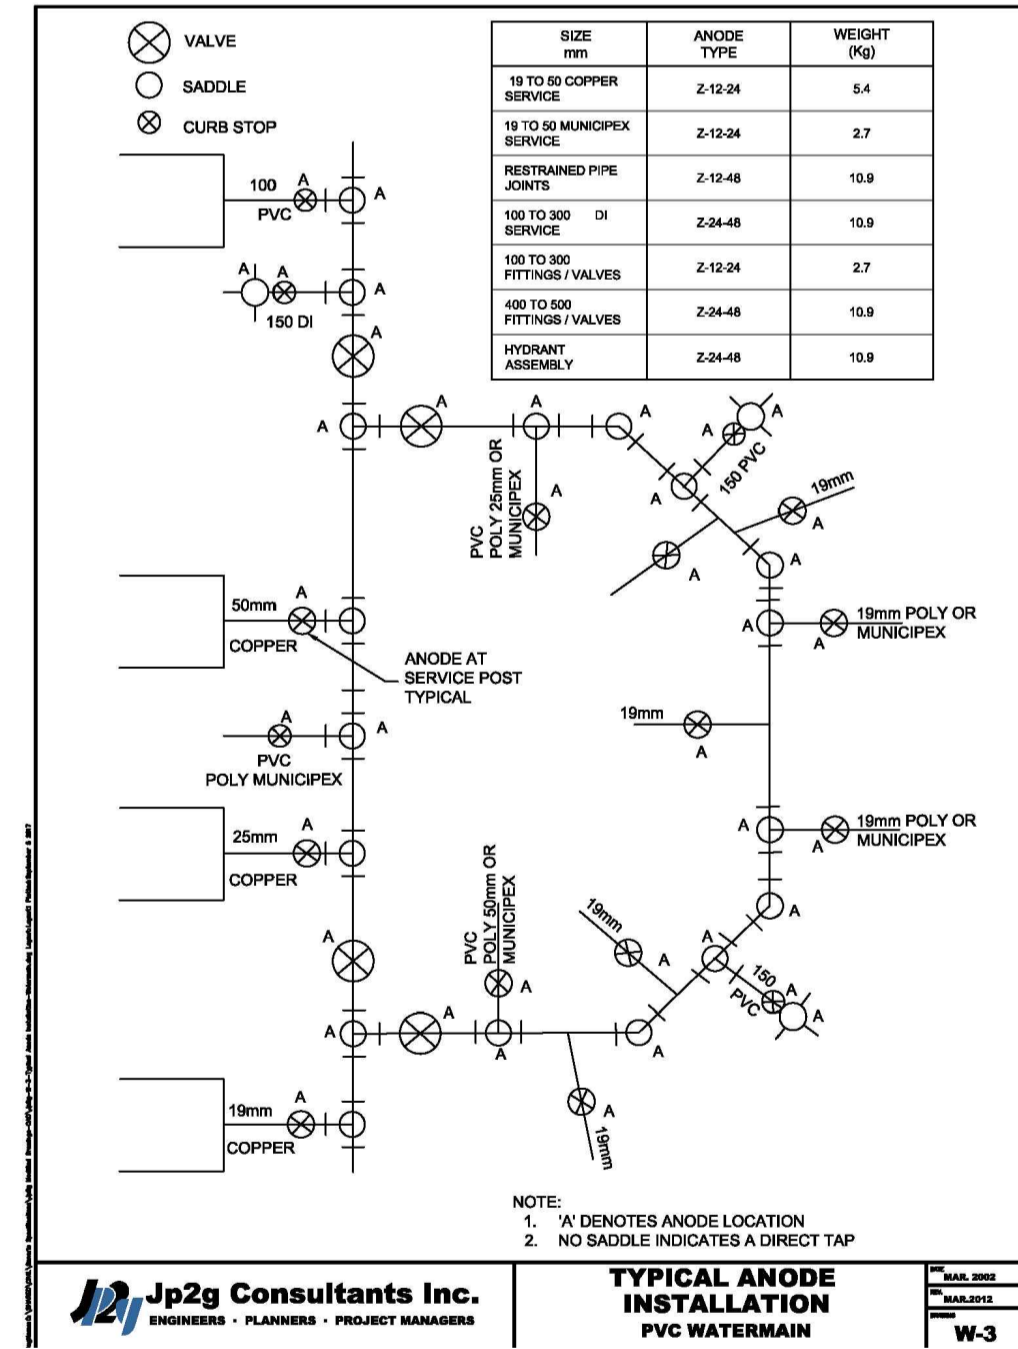 VALVE
SADDLE
CURB STOP
SIZE mm
ANODE TYPE
WEIGHT (Kg)
19 TO 50 COPPER SERVICE
Z-12-24
5.4
19 TO 50 MUNICIPEX SERVICE
Z-12-24
2.7
RESTRAINED PIPE JOINTS
Z-12-48
10.9
100 TO 300 DI SERVICE
Z-24-48
10.9
100 TO 300 FITTINGS / VALVES
Z-12-24
2.7
400 TO 500 FITTINGS / VALVES
Z-24-48
10.9
HYDRANT ASSEMBLY
Z-24-48
10.9
100
A
PVC
A
A
A
A
150 DI
A
A
A
A
A
PVC
POLY 25mm OR
MUNICIPEX
A
A
A
A
150 PVC
A
19mm
A
A
A
50mm
A
COPPER
ANODE AT
SERVICE POST
TYPICAL
A
19mm POLY OR
MUNICIPEX
A
19mm
A
A
A
PVC
POLY MUNICIPEX
25mm
A
COPPER
A
19mm POLY OR
MUNICIPEX
A
A
A
PVC
POLY 50mm OR
MUNICIPEX
A
19mm
A
A
150
PVC
A
A
A
A
A
A
A
19mm
19mm
A
COPPER
NOTE:
1. 'A' DENOTES ANODE LOCATION
2. NO SADDLE INDICATES A DIRECT TAP
Jp2g
Jp2g Consultants Inc.
ENGINEERS · PLANNERS · PROJECT MANAGERS
TYPICAL ANODE
INSTALLATION
PVC WATERMAIN
MAR. 2002
MAR.2012
W-3